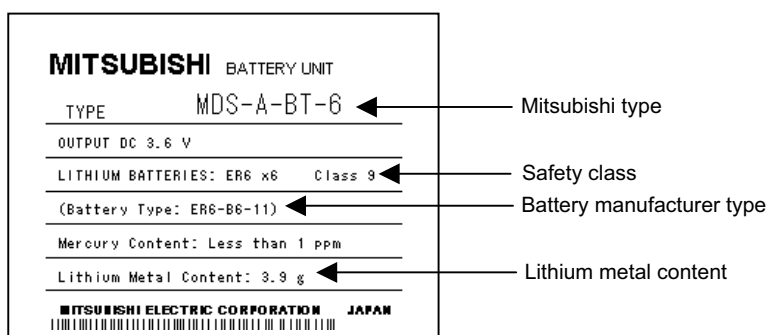 MITSUBISHI BATTERY UNIT
TYPE MDS-A-BT-6
Mitsubishi type
OUTPUT DC 3.6 V
LITHIUM BATTERIES: ER6 x6 Class 9
Safety class
(Battery Type: ER6-B6-11)
Battery manufacturer type
Mercury Content: Less than 1 ppm
Lithium Metal Content: 3.9 g
Lithium metal content
MITSUBISHI ELECTRIC CORPORATION JAPAN